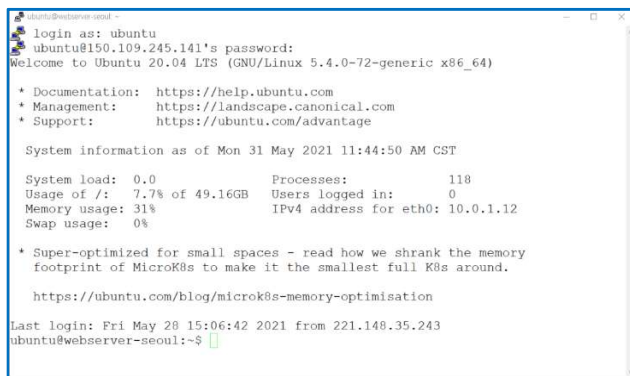 ubuntu@webserver-seoul: ~
login as: ubuntu
ubuntu@150.109.245.141's password:
Welcome to Ubuntu 20.04 LTS (GNU/Linux 5.4.0-72-generic x86_64)
* Documentation: https://help.ubuntu.com
* Management: https://landscape.canonical.com
* Support: https://ubuntu.com/advantage
System information as of Mon 31 May 2021 11:44:50 AM CST
System load: 0.0 Processes: 118
Usage of /: 7.7% of 49.16GB Users logged in: 0
Memory usage: 31% IPv4 address for eth0: 10.0.1.12
Swap usage: 0%
* Super-optimized for small spaces - read how we shrank the memory
footprint of MicroK8s to make it the smallest full K8s around.
https://ubuntu.com/blog/microk8s-memory-optimisation
Last login: Fri May 28 15:06:42 2021 from 221.148.35.243
ubuntu@webserver-seoul:~$